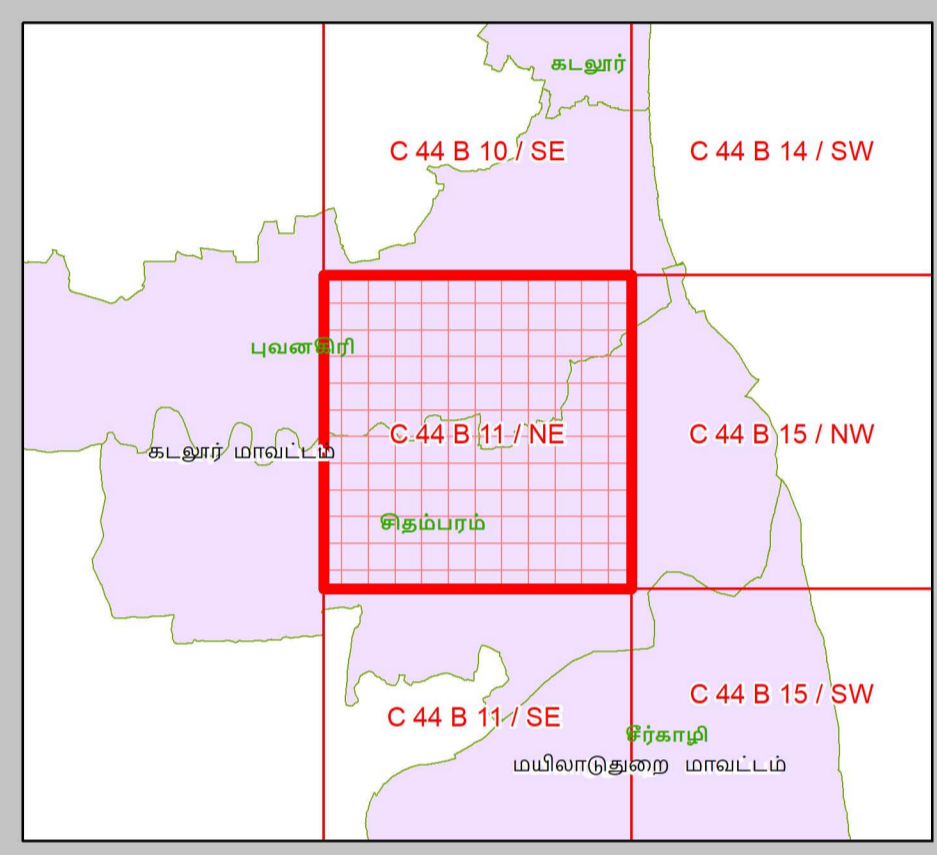 கடலூர்
C 44 B 10 / SE
C 44 B 14 / SW
புவனகிரி
C 44 B 11 / NE
C 44 B 15 / NW
கடலூர் மாவட்டம்
சிதம்பரம்
C 44 B 15 / SW
C 44 B 11 / SE
சீர்காழி
மயிலாடுதுறை மாவட்டம்